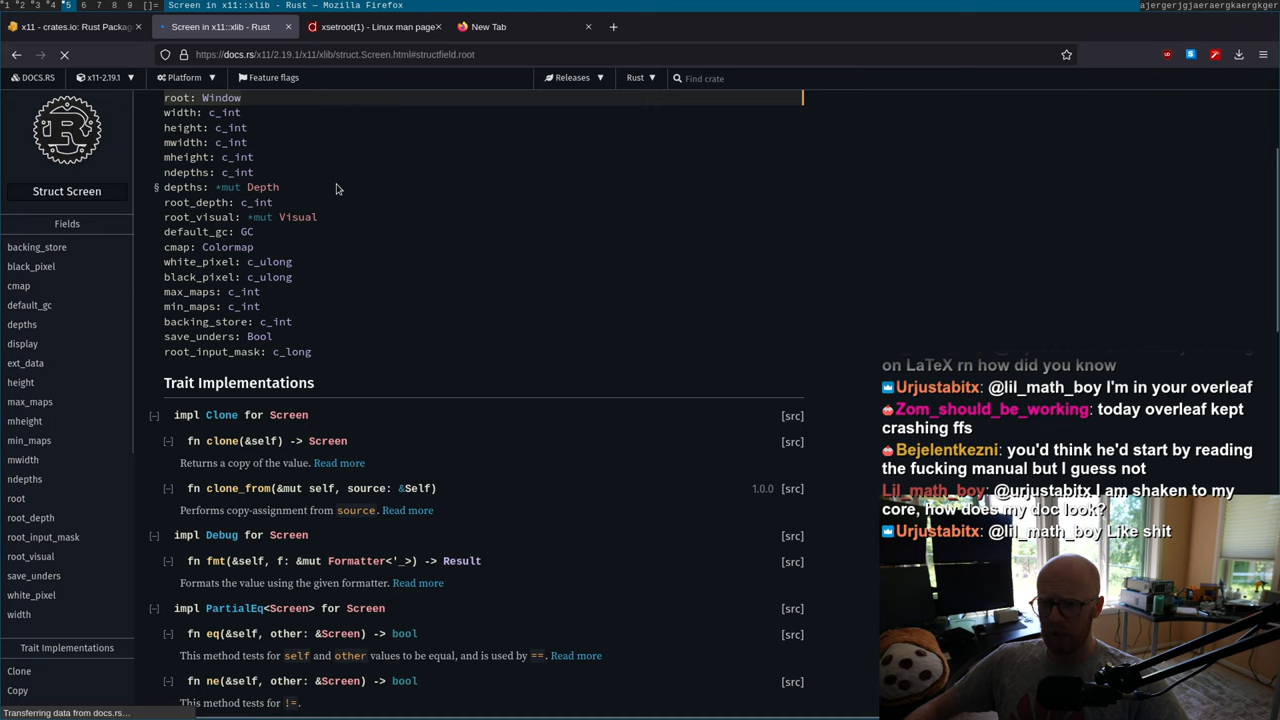 1 2 3 4 5 6 7 8 9 []= Screen in x11::xlib - Rust — Mozilla Firefox ajergerjgjaeraergkaergkger
x11 - crates.io: Rust Packag
Screen in x11::xlib - Rust
xsetroot(1) - Linux man page
New Tab
https://docs.rs/x11/2.19.1/x11/xlib/struct.Screen.html#structfield.root
DOCS.RS x11-2.19.1 Platform Feature flags Releases Rust Find crate
Struct Screen
Fields
backing_store
black_pixel
cmap
default_gc
depths
display
ext_data
height
max_maps
mheight
min_maps
mwidth
ndepths
root
root_depth
root_input_mask
root_visual
save_unders
white_pixel
width
Trait Implementations
Clone
Copy
root: Window
width: c_int
height: c_int
mwidth: c_int
mheight: c_int
ndepths: c_int
§ depths: *mut Depth
root_depth: c_int
root_visual: *mut Visual
default_gc: GC
cmap: Colormap
white_pixel: c_ulong
black_pixel: c_ulong
max_maps: c_int
min_maps: c_int
backing_store: c_int
save_unders: Bool
root_input_mask: c_long
Trait Implementations
[−] impl Clone for Screen [src]
[−] fn clone(&self) -> Screen [src]
Returns a copy of the value. Read more
[−] fn clone_from(&mut self, source: &Self) 1.0.0 [src]
Performs copy-assignment from source. Read more
[−] impl Debug for Screen [src]
[−] fn fmt(&self, f: &mut Formatter<'_>) -> Result [src]
Formats the value using the given formatter. Read more
[−] impl PartialEq<Screen> for Screen [src]
[−] fn eq(&self, other: &Screen) -> bool [src]
This method tests for self and other values to be equal, and is used by ==. Read more
[−] fn ne(&self, other: &Screen) -> bool [src]
This method tests for !=.
Transferring data from docs.rs…
on LaTeX rn how did you know
Urjustabitx: @lil_math_boy I'm in your overleaf
Zom_should_be_working: today overleaf kept
crashing ffs
Bejelentkezni: you'd think he'd start by reading
the fucking manual but I guess not
Lil_math_boy: @urjustabitx I am shaken to my
core, how does my doc look?
Urjustabitx: @lil_math_boy Like shit